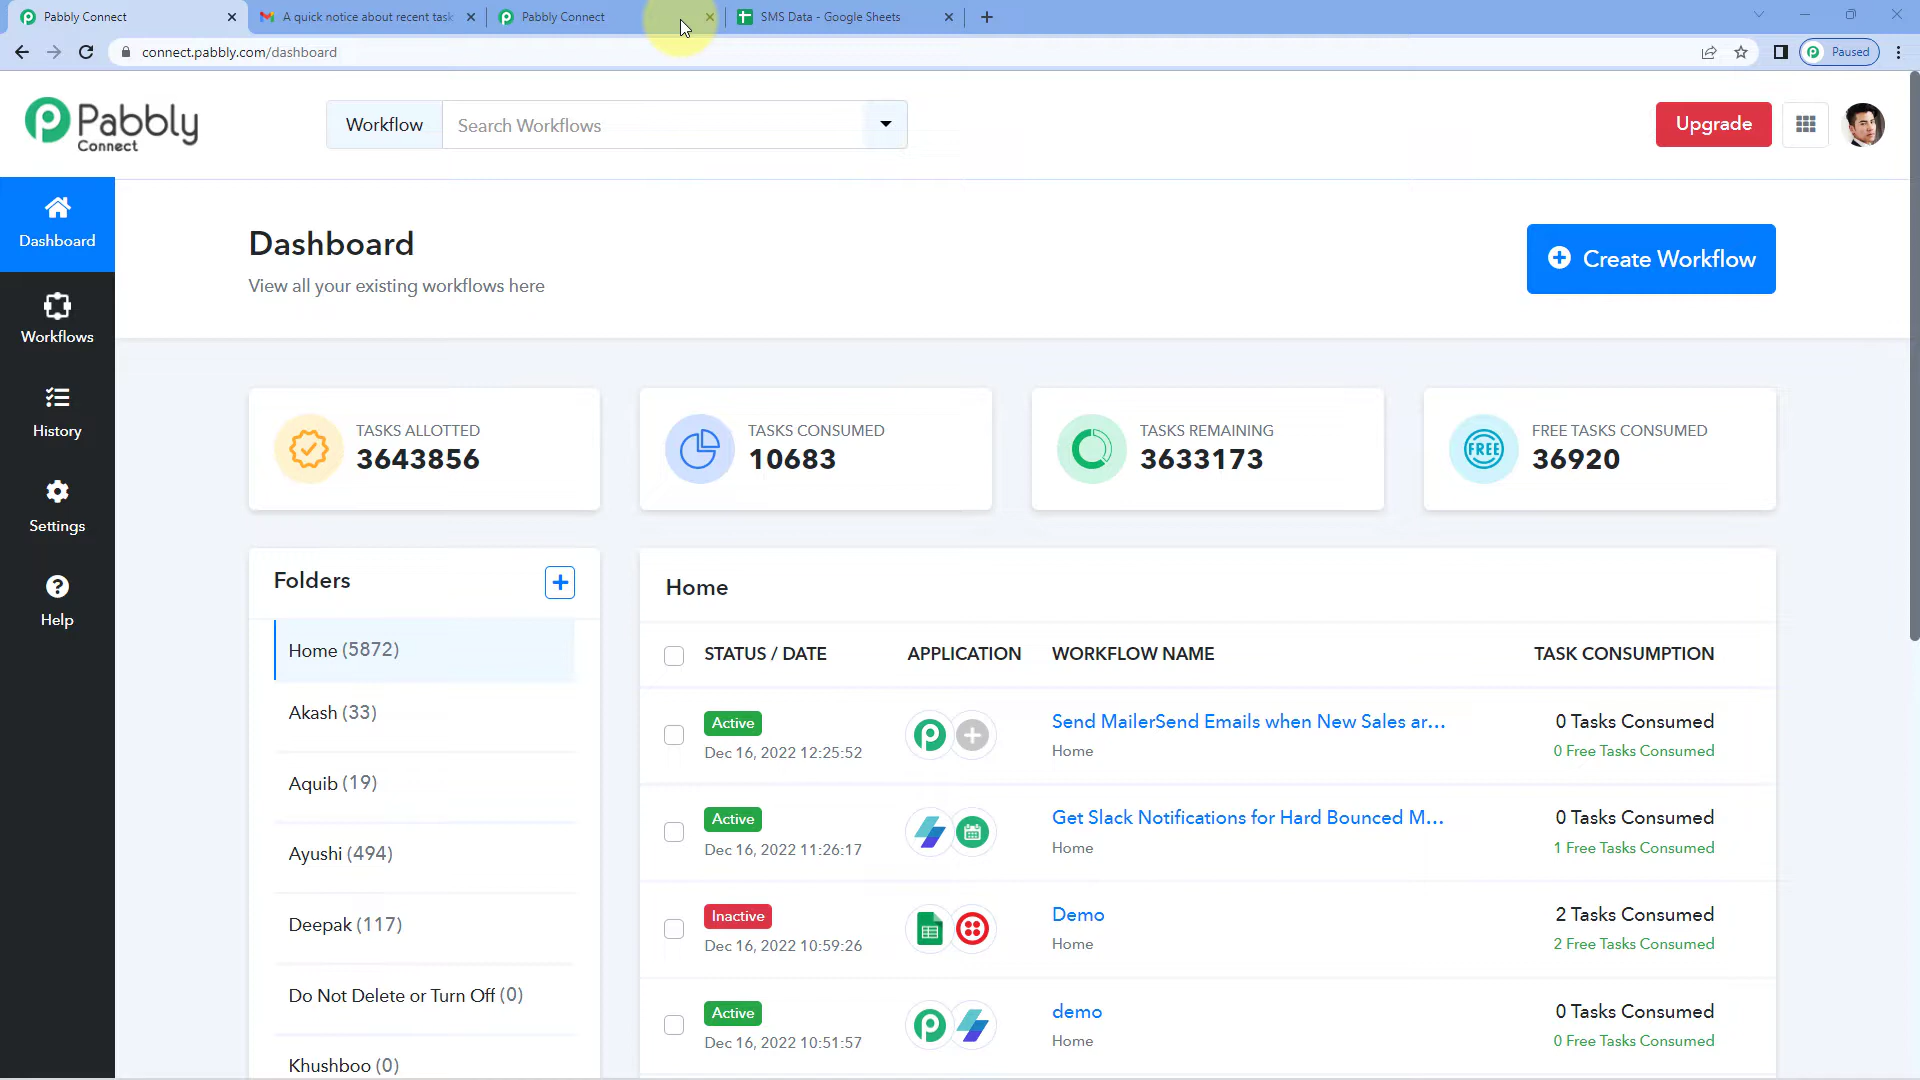 Pabbly Connect
A quick notice about recent task
Pabbly Connect
SMS Data - Google Sheets
connect.pabbly.com/dashboard
Paused
Pabbly
Connect
Workflow
Search Workflows
Upgrade
Dashboard
Workflows
History
Settings
Help
Dashboard
View all your existing workflows here
Create Workflow
TASKS ALLOTTED
3643856
TASKS CONSUMED
10683
TASKS REMAINING
3633173
FREE
FREE TASKS CONSUMED
36920
Folders
Home (5872)
Akash (33)
Aquib (19)
Ayushi (494)
Deepak (117)
Do Not Delete or Turn Off (0)
Khushboo (0)
Home
STATUS / DATE
APPLICATION
WORKFLOW NAME
TASK CONSUMPTION
Active
Dec 16, 2022 12:25:52
Send MailerSend Emails when New Sales ar...
Home
0 Tasks Consumed
0 Free Tasks Consumed
Active
Dec 16, 2022 11:26:17
Get Slack Notifications for Hard Bounced M...
Home
0 Tasks Consumed
1 Free Tasks Consumed
Inactive
Dec 16, 2022 10:59:26
Demo
Home
2 Tasks Consumed
2 Free Tasks Consumed
Active
Dec 16, 2022 10:51:57
demo
Home
0 Tasks Consumed
0 Free Tasks Consumed